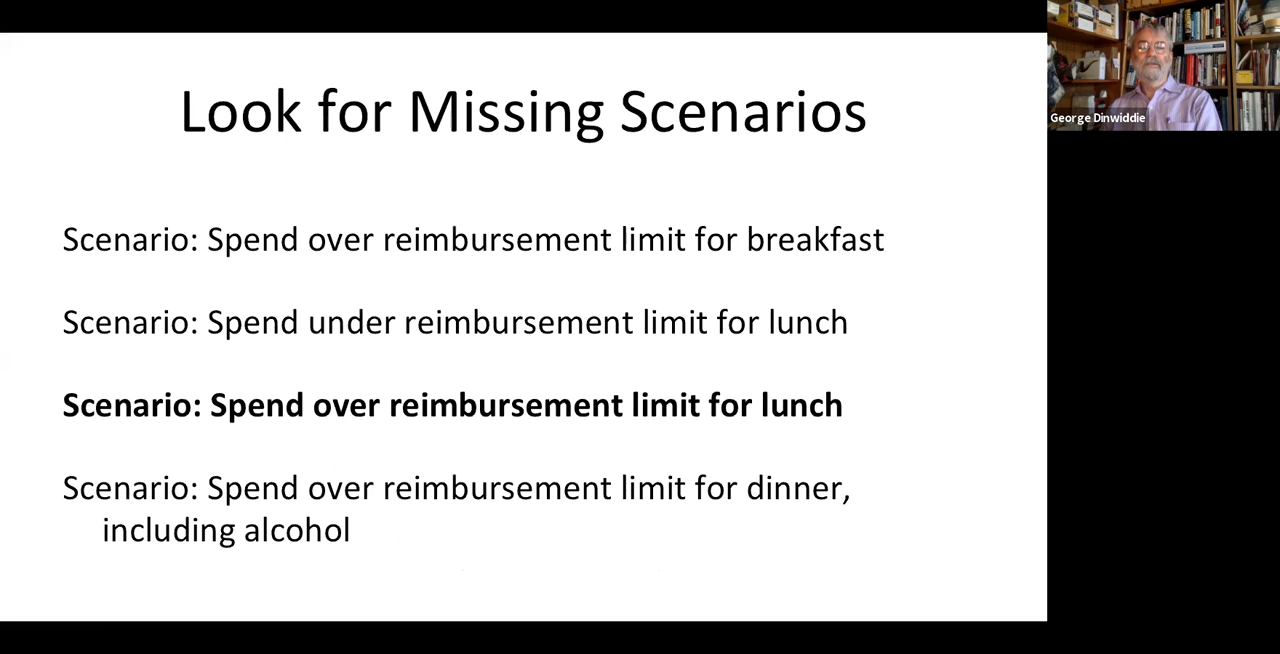 Look for Missing Scenarios
Scenario: Spend over reimbursement limit for breakfast
Scenario: Spend under reimbursement limit for lunch
Scenario: Spend over reimbursement limit for lunch
Scenario: Spend over reimbursement limit for dinner,
including alcohol
George Dinwiddie